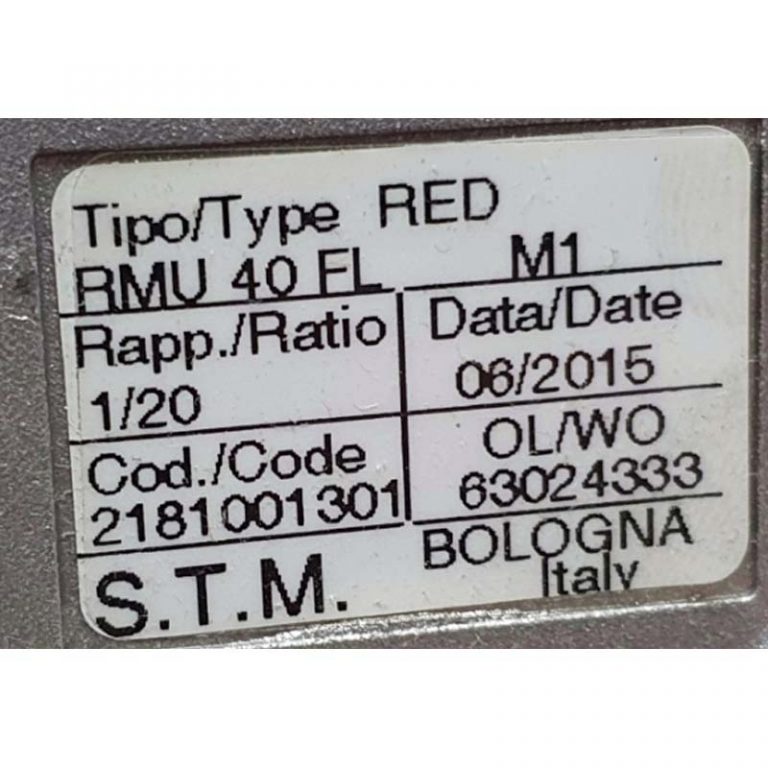 Tipo/Type RED
RMU 40 FL M1
Rapp./Ratio Data/Date
1/20 06/2015
Cod./Code OL/WO
2181001301 63024333
S.T.M. BOLOGNA
Italy